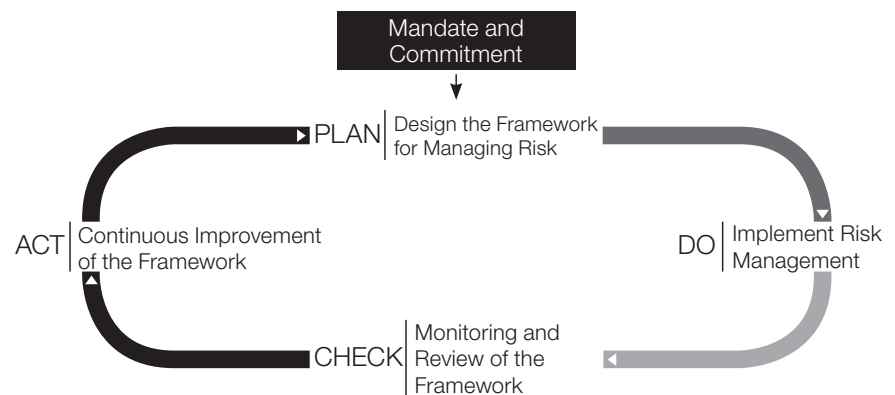 Mandate and
Commitment
PLAN
Design the Framework
for Managing Risk
ACT
Continuous Improvement
of the Framework
DO
Implement Risk
Management
CHECK
Monitoring and
Review of the
Framework